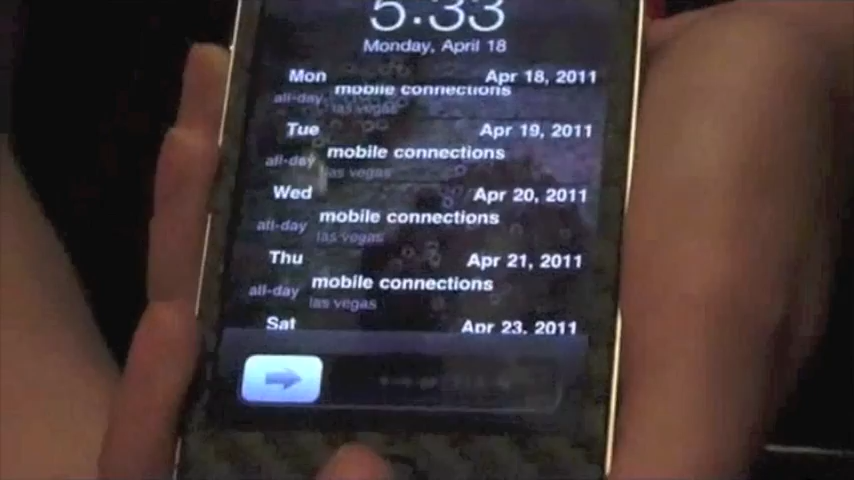 5:33
Monday, April 18
Mon Apr 18, 2011
all-day mobile connections
las vegas
Tue Apr 19, 2011
all-day mobile connections
las vegas
Wed Apr 20, 2011
all-day mobile connections
las vegas
Thu Apr 21, 2011
all-day mobile connections
las vegas
Sat Apr 23, 2011